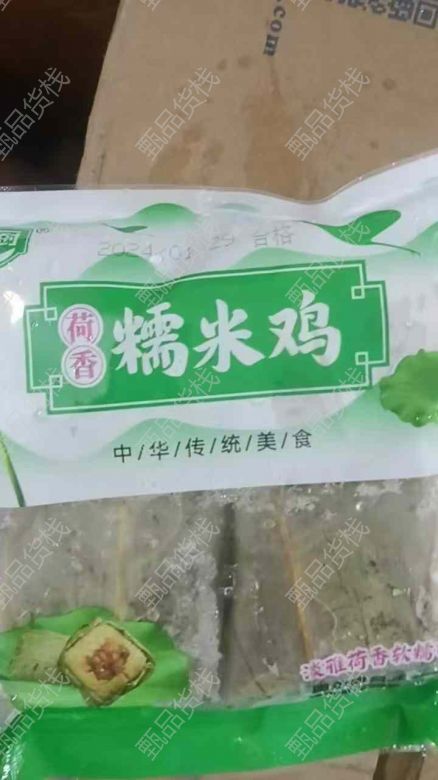 .com
2024.01 29 合格
荷香
糯米鸡
中/华/传/统/美/食
淡雅荷香软糯
甄品货栈